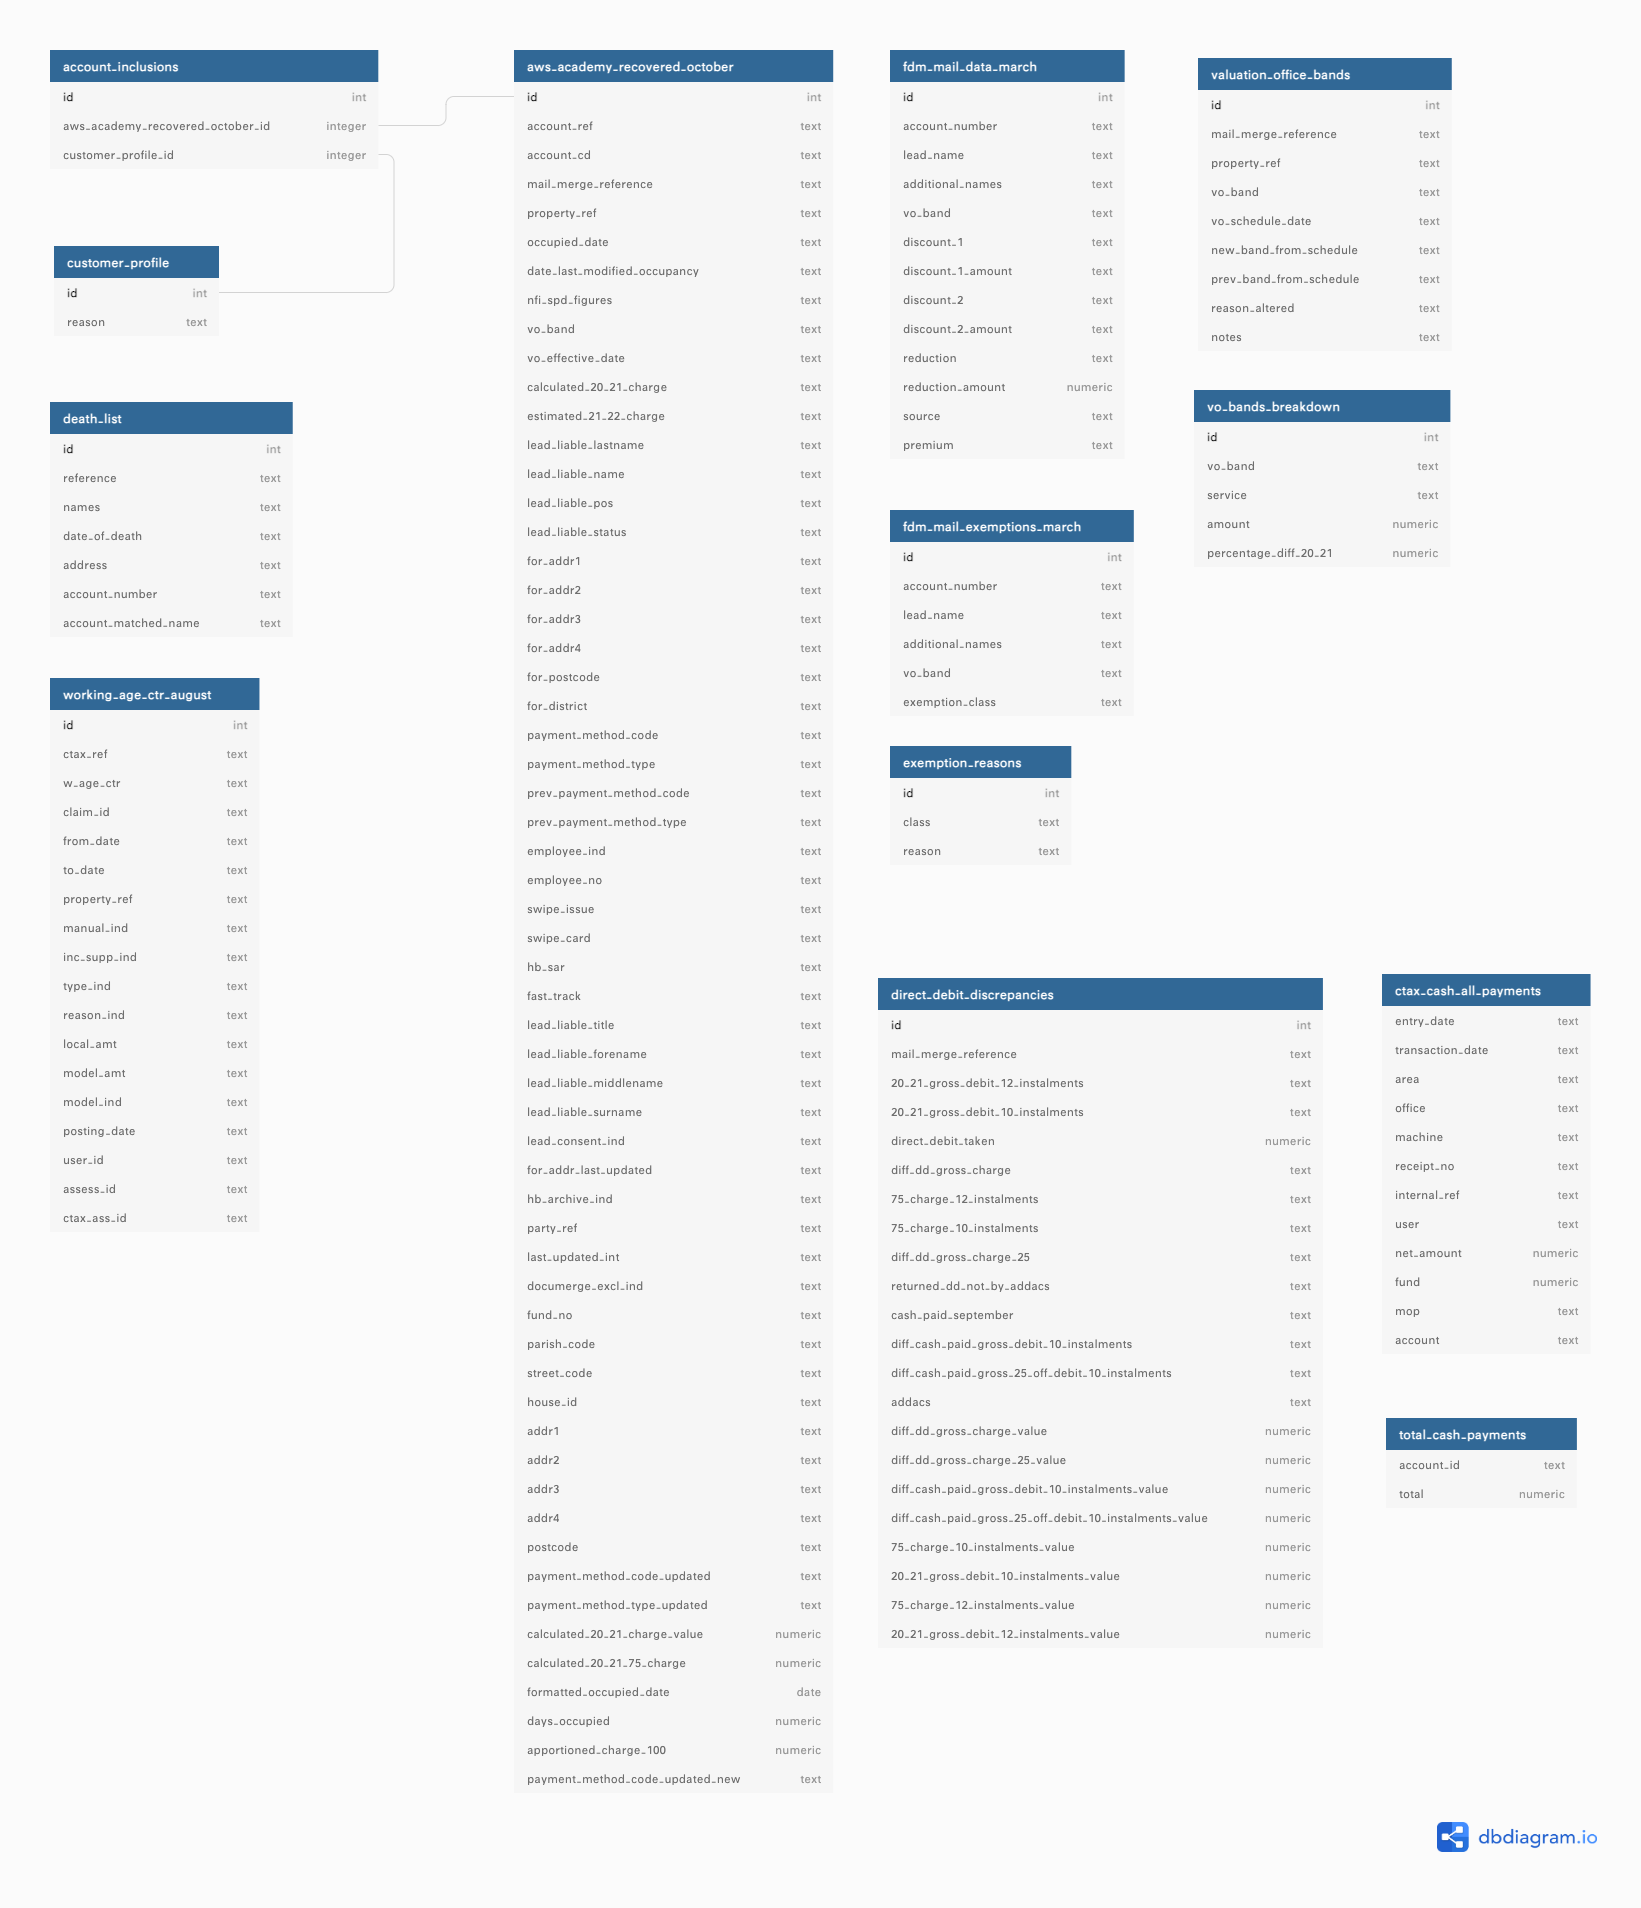 account_inclusions
id int
aws_academy_recovered_october_id integer
customer_profile_id integer
customer_profile
id int
reason text
death_list
id int
reference text
names text
date_of_death text
address text
account_number text
account_matched_name text
working_age_ctr_august
id int
ctax_ref text
w_age_ctr text
claim_id text
from_date text
to_date text
property_ref text
manual_ind text
inc_supp_ind text
type_ind text
reason_ind text
local_amt text
model_amt text
model_ind text
posting_date text
user_id text
assess_id text
ctax_ass_id text
aws_academy_recovered_october
id int
account_ref text
account_cd text
mail_merge_reference text
property_ref text
occupied_date text
date_last_modified_occupancy text
nfi_spd_figures text
vo_band text
vo_effective_date text
calculated_20_21_charge text
estimated_21_22_charge text
lead_liable_lastname text
lead_liable_name text
lead_liable_pos text
lead_liable_status text
for_addr1 text
for_addr2 text
for_addr3 text
for_addr4 text
for_postcode text
for_district text
payment_method_code text
payment_method_type text
prev_payment_method_code text
prev_payment_method_type text
employee_ind text
employee_no text
swipe_issue text
swipe_card text
hb_sar text
fast_track text
lead_liable_title text
lead_liable_forename text
lead_liable_middlename text
lead_liable_surname text
lead_consent_ind text
for_addr_last_updated text
hb_archive_ind text
party_ref text
last_updated_int text
documerge_excl_ind text
fund_no text
parish_code text
street_code text
house_id text
addr1 text
addr2 text
addr3 text
addr4 text
postcode text
payment_method_code_updated text
payment_method_type_updated text
calculated_20_21_charge_value numeric
calculated_20_21_75_charge numeric
formatted_occupied_date date
days_occupied numeric
apportioned_charge_100 numeric
payment_method_code_updated_new text
fdm_mail_data_march
id int
account_number text
lead_name text
additional_names text
vo_band text
discount_1 text
discount_1_amount text
discount_2 text
discount_2_amount text
reduction text
reduction_amount numeric
source text
premium text
fdm_mail_exemptions_march
id int
account_number text
lead_name text
additional_names text
vo_band text
exemption_class text
exemption_reasons
id int
class text
reason text
direct_debit_discrepancies
id int
mail_merge_reference text
20_21_gross_debit_12_instalments text
20_21_gross_debit_10_instalments text
direct_debit_taken numeric
diff_dd_gross_charge text
75_charge_12_instalments text
75_charge_10_instalments text
diff_dd_gross_charge_25 text
returned_dd_not_by_addacs text
cash_paid_september text
diff_cash_paid_gross_debit_10_instalments text
diff_cash_paid_gross_25_off_debit_10_instalments text
addacs text
diff_dd_gross_charge_value numeric
diff_dd_gross_charge_25_value numeric
diff_cash_paid_gross_debit_10_instalments_value numeric
diff_cash_paid_gross_25_off_debit_10_instalments_value numeric
75_charge_10_instalments_value numeric
20_21_gross_debit_10_instalments_value numeric
75_charge_12_instalments_value numeric
20_21_gross_debit_12_instalments_value numeric
valuation_office_bands
id int
mail_merge_reference text
property_ref text
vo_band text
vo_schedule_date text
new_band_from_schedule text
prev_band_from_schedule text
reason_altered text
notes text
vo_bands_breakdown
id int
vo_band text
service text
amount numeric
percentage_diff_20_21 numeric
ctax_cash_all_payments
entry_date text
transaction_date text
area text
office text
machine text
receipt_no text
internal_ref text
user text
net_amount numeric
fund numeric
mop text
account text
total_cash_payments
account_id text
total numeric
dbdiagram.io